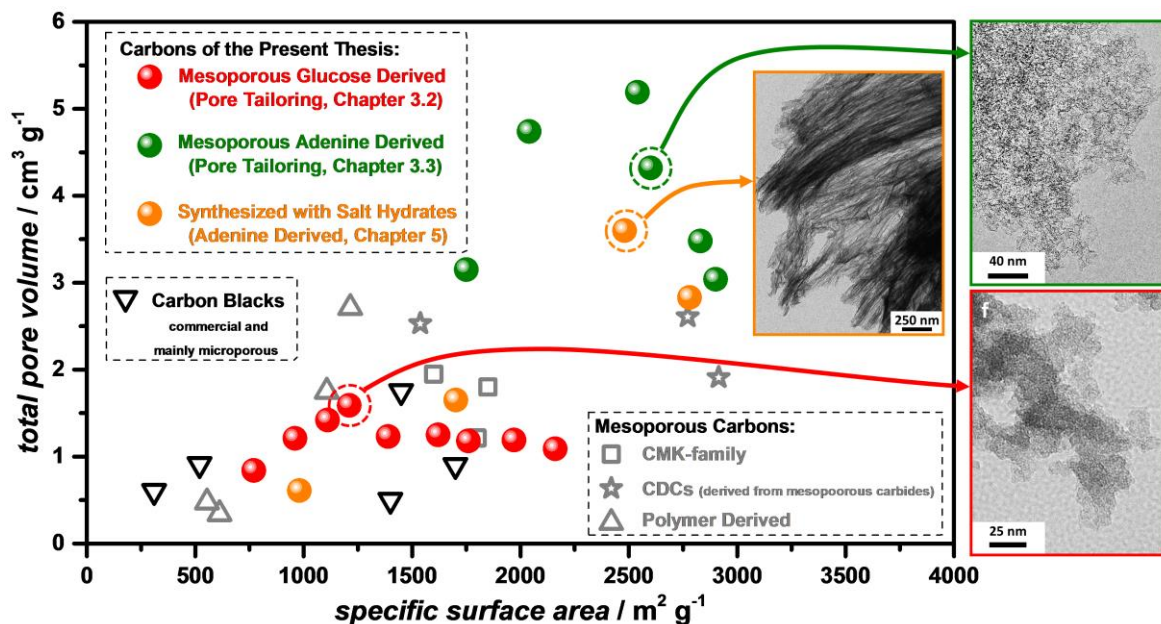 total pore volume / cm³ g⁻¹
6
5
4
3
2
1
0
Carbons of the Present Thesis:
Mesoporous Glucose Derived
(Pore Tailoring, Chapter 3.2)
Mesoporous Adenine Derived
(Pore Tailoring, Chapter 3.3)
Synthesized with Salt Hydrates
(Adenine Derived, Chapter 5)
Carbon Blacks
commercial and
mainly microporous
250 nm
40 nm
f
25 nm
Mesoporous Carbons:
CMK-family
CDCs (derived from mesopoorous carbides)
Polymer Derived
0 500 1000 1500 2000 2500 3000 3500 4000
specific surface area / m² g⁻¹